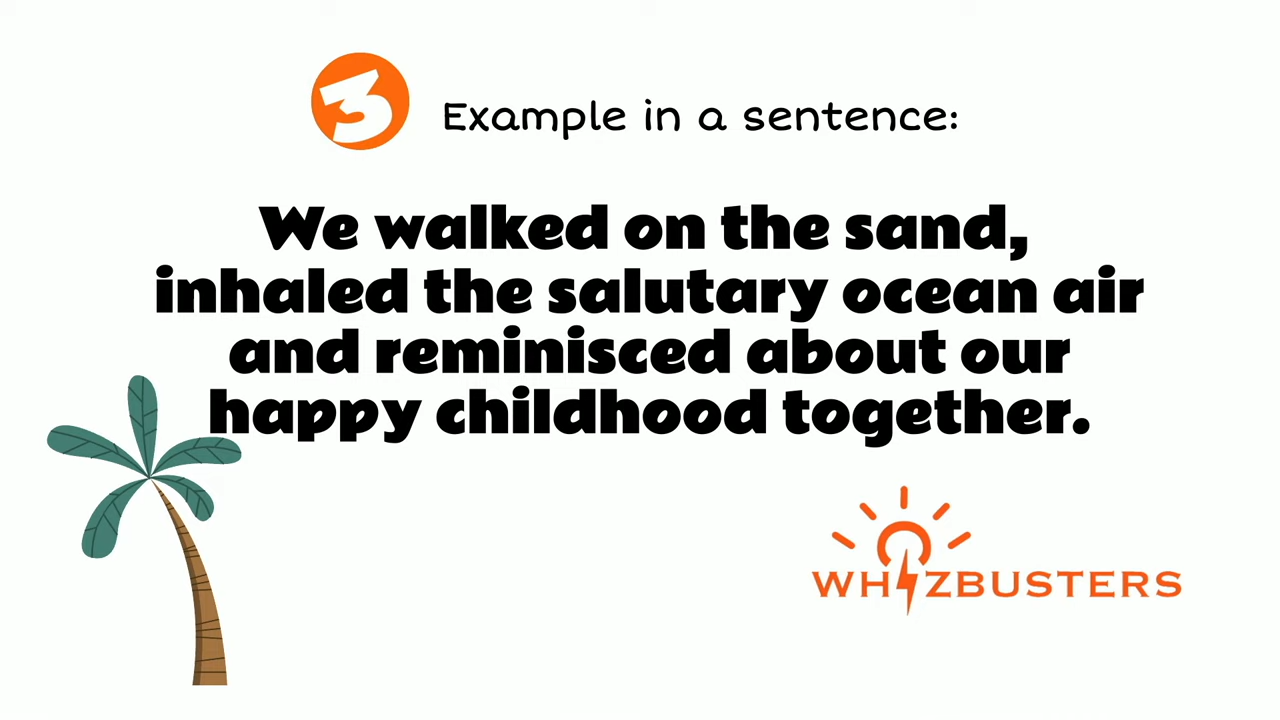 3
Example in a sentence:
We walked on the sand,
inhaled the salutary ocean air
and reminisced about our
happy childhood together.
WHIZBUSTERS